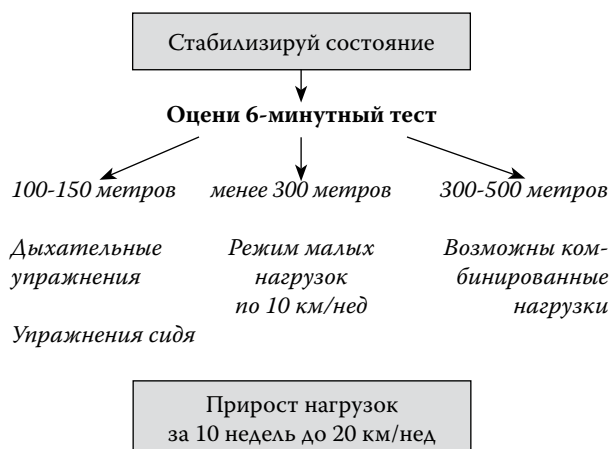 Стабилизируй состояние
Оцени 6-минутный тест
100-150 метров
Дыхательные
упражнения
Упражнения сидя
менее 300 метров
Режим малых
нагрузок
по 10 км/нед
300-500 метров
Возможны ком-
бинированные
нагрузки
Прирост нагрузок
за 10 недель до 20 км/нед